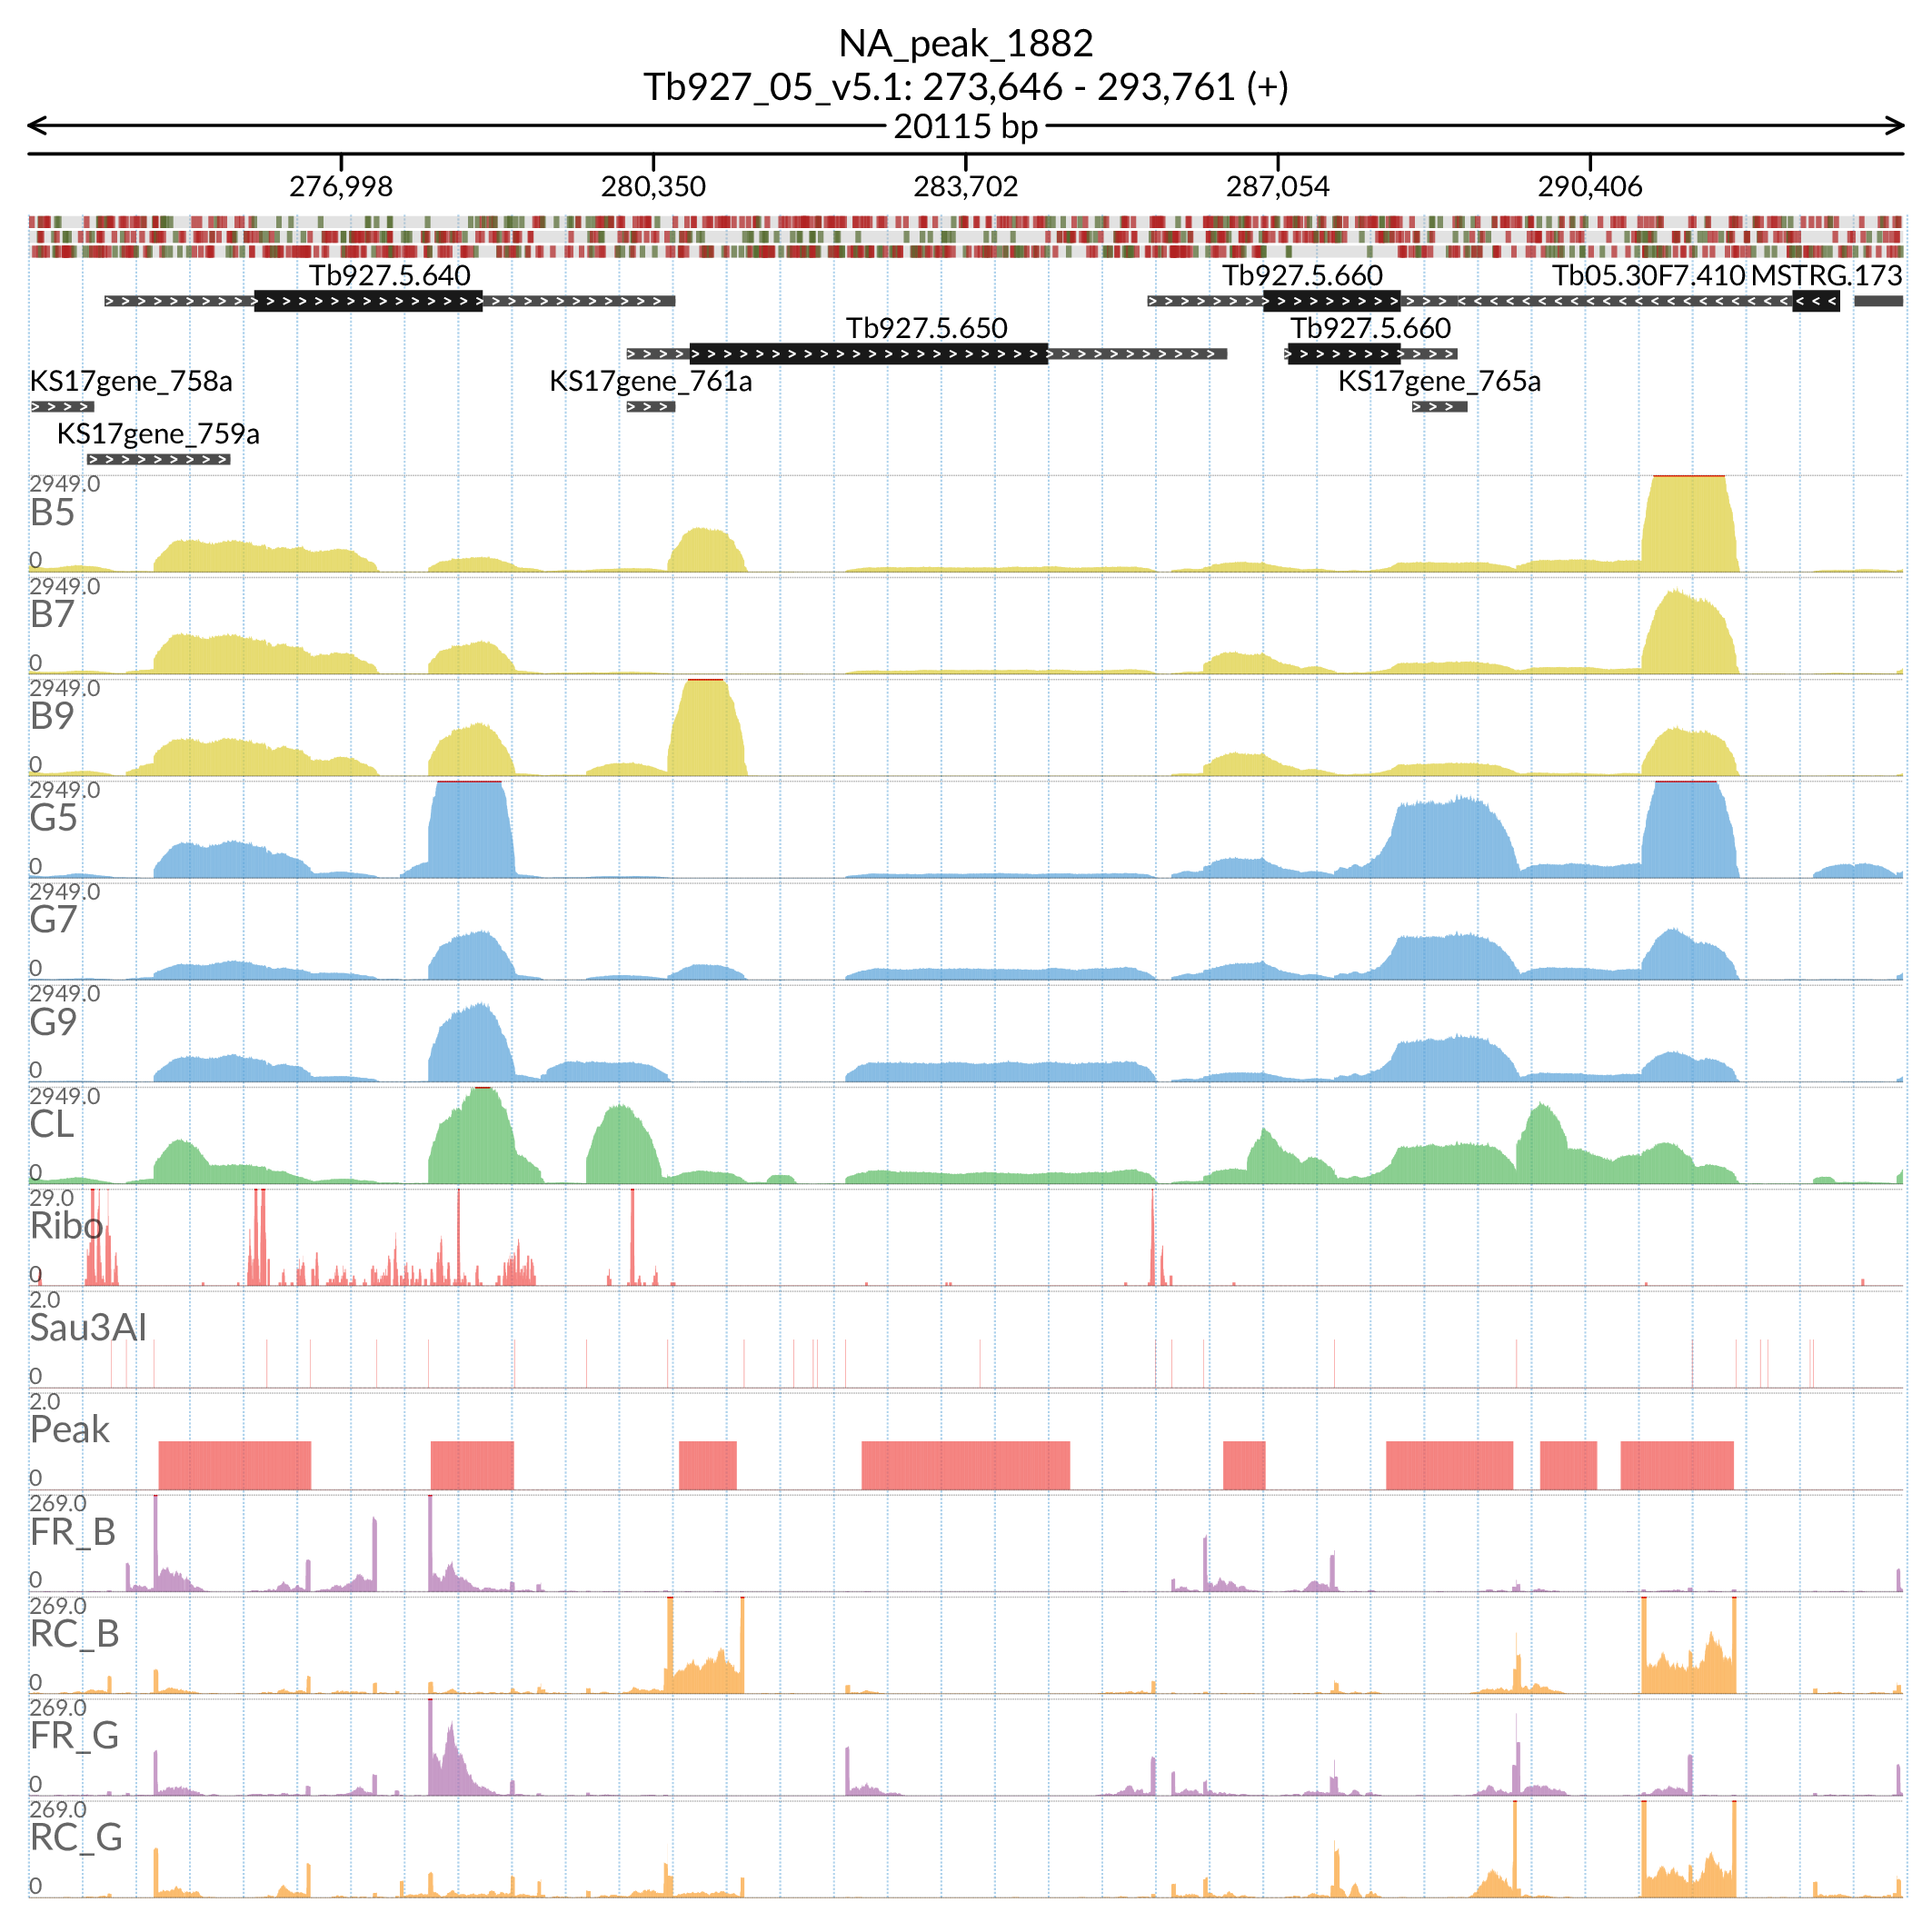 NA_peak_1882
Tb927_05_v5.1: 273,646 - 293,761 (+)
20115 bp
276,998 280,350 283,702 287,054 290,406
Tb927.5.640 Tb927.5.660 Tb05.30F7.410 MSTRG.173
Tb927.5.650 Tb927.5.660
KS17gene_758a KS17gene_761a KS17gene_765a
KS17gene_759a
2949.0
B5
0
2949.0
B7
0
2949.0
B9
0
2949.0
G5
0
2949.0
G7
0
2949.0
G9
0
2949.0
CL
0
29.0
Ribo
0
2.0
Sau3AI
0
2.0
Peak
0
269.0
FR_B
0
269.0
RC_B
0
269.0
FR_G
0
269.0
RC_G
0